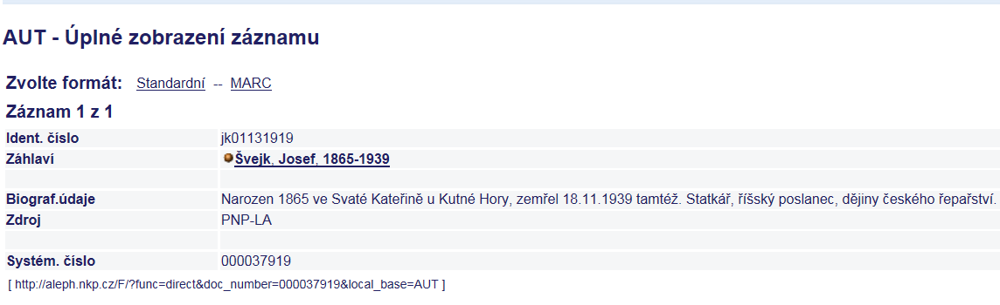 AUT - Úplné zobrazení záznamu
Zvolte formát: Standardní -- MARC
Záznam 1 z 1
Ident. číslo jk01131919
Záhlaví Švejk, Josef, 1865-1939
Biograf.údaje Narozen 1865 ve Svaté Kateřině u Kutné Hory, zemřel 18.11.1939 tamtéž. Statkář, říšský poslanec, dějiny českého řepařství.
Zdroj PNP-LA
Systém. číslo 000037919
[ http://aleph.nkp.cz/F/?func=direct&doc_number=000037919&local_base=AUT ]